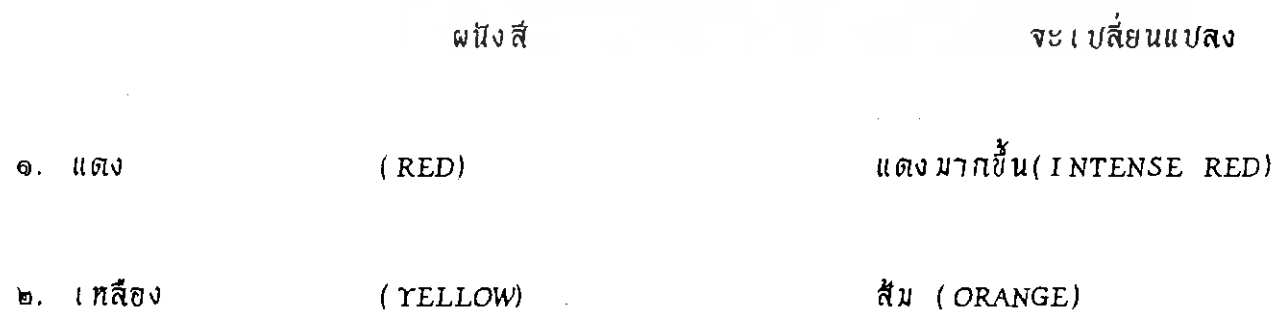 ผนังสี จะเปลี่ยนแปลง
๑. แดง (RED) แดงมากขึ้น(INTENSE RED)
๒. เหลือง (YELLOW) ส้ม (ORANGE)